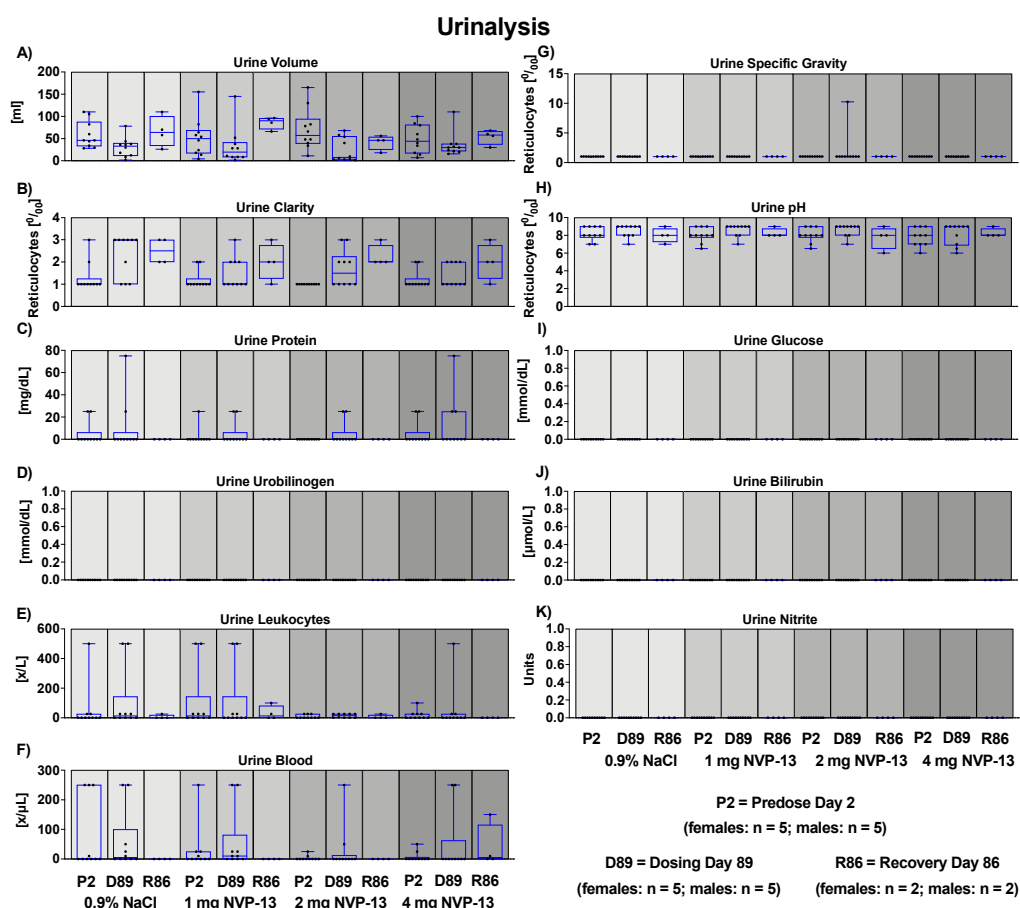 Urinalysis
A)
Urine Volume
[ml]
200
150
100
50
0
B)
Urine Clarity
Reticulocytes [⁰/₀₀]
4
3
2
1
0
C)
Urine Protein
[mg/dL]
80
60
40
20
0
D)
Urine Urobilinogen
[mmol/dL]
1.0
0.8
0.6
0.4
0.2
0.0
E)
Urine Leukocytes
[x/L]
600
400
200
0
F)
Urine Blood
[x/µL]
300
200
100
0
P2 D89 R86 P2 D89 R86 P2 D89 R86 P2 D89 R86
0.9% NaCl 1 mg NVP-13 2 mg NVP-13 4 mg NVP-13
G)
Urine Specific Gravity
Reticulocytes [⁰/₀₀]
15
10
5
0
H)
Urine pH
Reticulocytes [⁰/₀₀]
10
8
6
4
2
0
I)
Urine Glucose
[mmol/dL]
1.0
0.8
0.6
0.4
0.2
0.0
J)
Urine Bilirubin
[µmol/L]
1.0
0.8
0.6
0.4
0.2
0.0
K)
Urine Nitrite
Units
1.0
0.8
0.6
0.4
0.2
0.0
P2 D89 R86 P2 D89 R86 P2 D89 R86 P2 D89 R86
0.9% NaCl 1 mg NVP-13 2 mg NVP-13 4 mg NVP-13
P2 = Predose Day 2
(females: n = 5; males: n = 5)
D89 = Dosing Day 89
(females: n = 5; males: n = 5)
R86 = Recovery Day 86
(females: n = 2; males: n = 2)